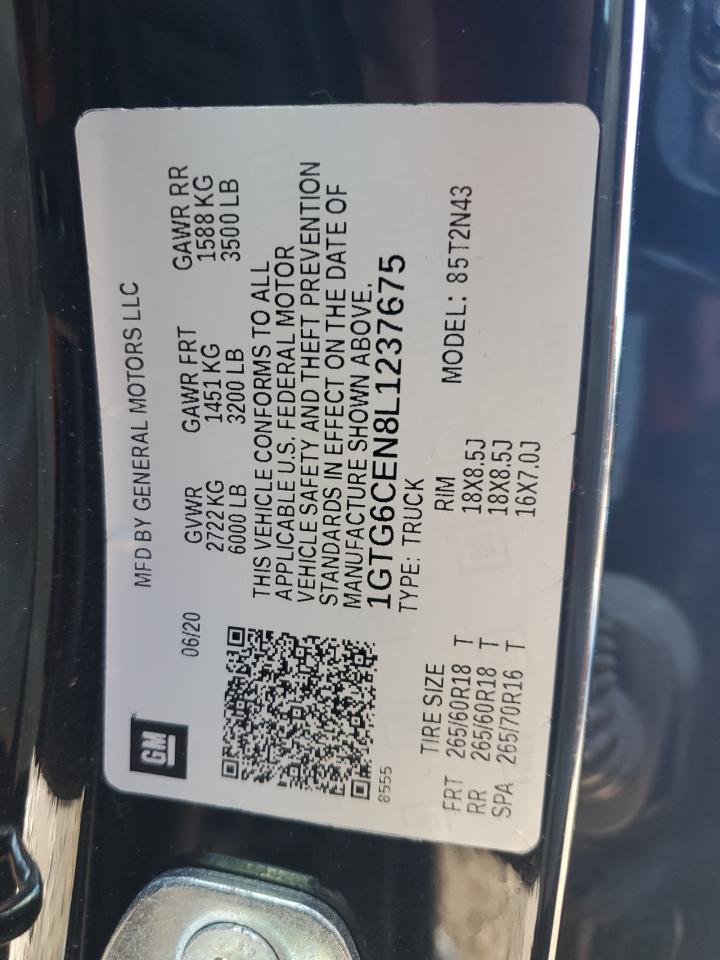 GM
MFD BY GENERAL MOTORS LLC
06/20
GVWR GAWR FRT GAWR RR
2722 KG 1451 KG 1588 KG
6000 LB 3200 LB 3500 LB
THIS VEHICLE CONFORMS TO ALL
APPLICABLE U.S. FEDERAL MOTOR
VEHICLE SAFETY AND THEFT PREVENTION
STANDARDS IN EFFECT ON THE DATE OF
MANUFACTURE SHOWN ABOVE.
1GTG6CEN8L1237675
8555
TYPE: TRUCK
MODEL: 85T2N43
TIRE SIZE RIM
FRT 265/60R18 T 18X8.5J
RR 265/60R18 T 18X8.5J
SPA 265/70R16 T 16X7.0J